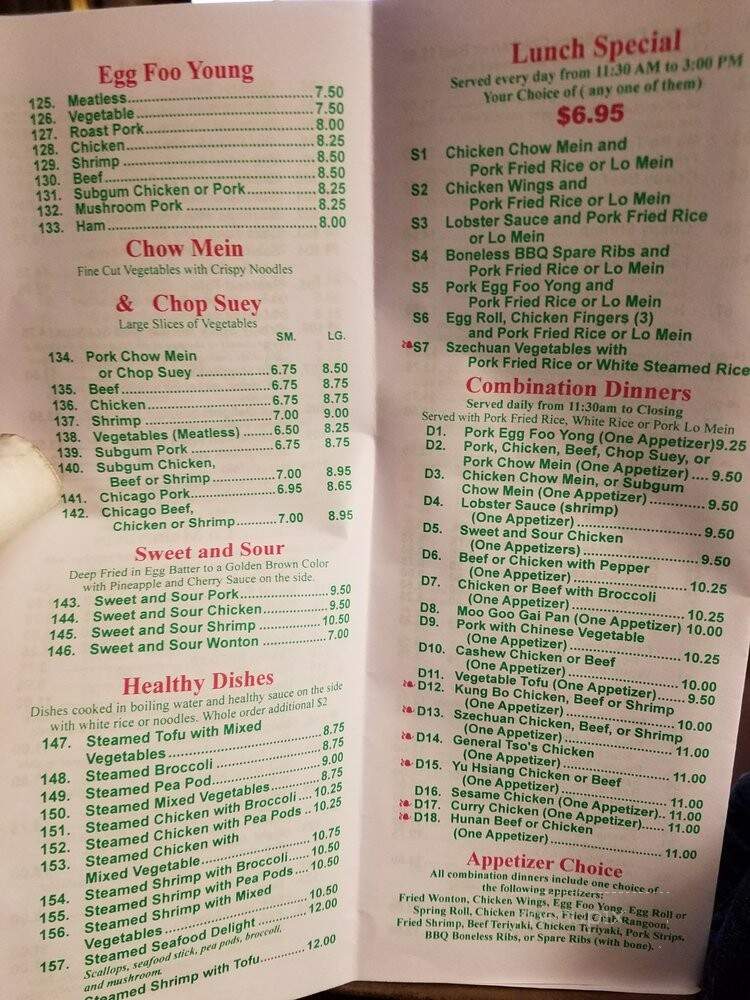 Egg Foo Young
125. Meatless 7.50
126. Vegetable 7.50
127. Roast Pork 8.00
128. Chicken 8.25
129. Shrimp 8.50
130. Beef 8.50
131. Subgum Chicken or Pork 8.25
132. Mushroom Pork 8.25
133. Ham 8.00
Chow Mein
Fine Cut Vegetables with Crispy Noodles
& Chop Suey
Large Slices of Vegetables
SM. LG.
134. Pork Chow Mein
or Chop Suey 6.75 8.50
135. Beef 6.75 8.75
136. Chicken 6.75 8.75
137. Shrimp 7.00 9.00
138. Vegetables (Meatless) 6.50 8.25
139. Subgum Pork 6.75 8.75
140. Subgum Chicken,
Beef or Shrimp 7.00 8.95
141. Chicago Pork 6.95 8.65
142. Chicago Beef,
Chicken or Shrimp 7.00 8.95
Sweet and Sour
Deep Fried in Egg Batter to a Golden Brown Color
with Pineapple and Cherry Sauce on the side.
143. Sweet and Sour Pork 9.50
144. Sweet and Sour Chicken 9.50
145. Sweet and Sour Shrimp 10.50
146. Sweet and Sour Wonton 7.00
Healthy Dishes
Dishes cooked in boiling water and healthy sauce on the side
with white rice or noodles. Whole order additional $2
147. Steamed Tofu with Mixed
Vegetables 8.75
148. Steamed Broccoli 8.75
149. Steamed Pea Pod 9.00
150. Steamed Mixed Vegetables 8.75
151. Steamed Chicken with Broccoli 10.25
152. Steamed Chicken with Pea Pods 10.25
153. Steamed Chicken with
Mixed Vegetable 10.75
154. Steamed Shrimp with Broccoli 10.50
155. Steamed Shrimp with Pea Pods 10.50
156. Steamed Shrimp with Mixed
Vegetables 10.50
157. Steamed Seafood Delight 12.00
Scallops, seafood stick, pea pods, broccoli,
and mushroom.
Steamed Shrimp with Tofu 12.00
Lunch Special
Served every day from 11:30 AM to 3:00 PM
Your Choice of ( any one of them)
$6.95
S1 Chicken Chow Mein and
Pork Fried Rice or Lo Mein
S2 Chicken Wings and
Pork Fried Rice or Lo Mein
S3 Lobster Sauce and Pork Fried Rice
or Lo Mein
S4 Boneless BBQ Spare Ribs and
Pork Fried Rice or Lo Mein
S5 Pork Egg Foo Yong and
Pork Fried Rice or Lo Mein
S6 Egg Roll, Chicken Fingers (3)
and Pork Fried Rice or Lo Mein
S7 Szechuan Vegetables with
Pork Fried Rice or White Steamed Rice
Combination Dinners
Served daily from 11:30am to Closing
Served with Pork Fried Rice, White Rice or Pork Lo Mein
D1. Pork Egg Foo Yong (One Appetizer) 9.25
D2. Pork, Chicken, Beef, Chop Suey, or
Pork Chow Mein (One Appetizer) 9.50
D3. Chicken Chow Mein, or Subgum
Chow Mein (One Appetizer) 9.50
D4. Lobster Sauce (shrimp)
(One Appetizer) 9.50
D5. Sweet and Sour Chicken
(One Appetizers) 9.50
D6. Beef or Chicken with Pepper
(One Appetizer) 10.25
D7. Chicken or Beef with Broccoli
(One Appetizer) 10.25
D8. Moo Goo Gai Pan (One Appetizer) 10.00
D9. Pork with Chinese Vegetable
(One Appetizer) 10.25
D10. Cashew Chicken or Beef
(One Appetizer) 10.00
D11. Vegetable Tofu (One Appetizer) 9.50
D12. Kung Bo Chicken, Beef or Shrimp
(One Appetizer) 10.00
D13. Szechuan Chicken, Beef, or Shrimp
(One Appetizer) 11.00
D14. General Tso's Chicken
(One Appetizer) 11.00
D15. Yu Hsiang Chicken or Beef
(One Appetizer) 11.00
D16. Sesame Chicken (One Appetizer) 11.00
D17. Curry Chicken (One Appetizer) 11.00
D18. Hunan Beef or Chicken
(One Appetizer) 11.00
Appetizer Choice
All combination dinners include one choice of
the following appetizers:
Fried Wonton, Chicken Wings, Egg Foo Yong, Egg Roll or
Spring Roll, Chicken Fingers, Fried Crab Rangoon,
Fried Shrimp, Beef Teriyaki, Chicken Teriyaki, Pork Strips,
BBQ Boneless Ribs, or Spare Ribs (with bone).